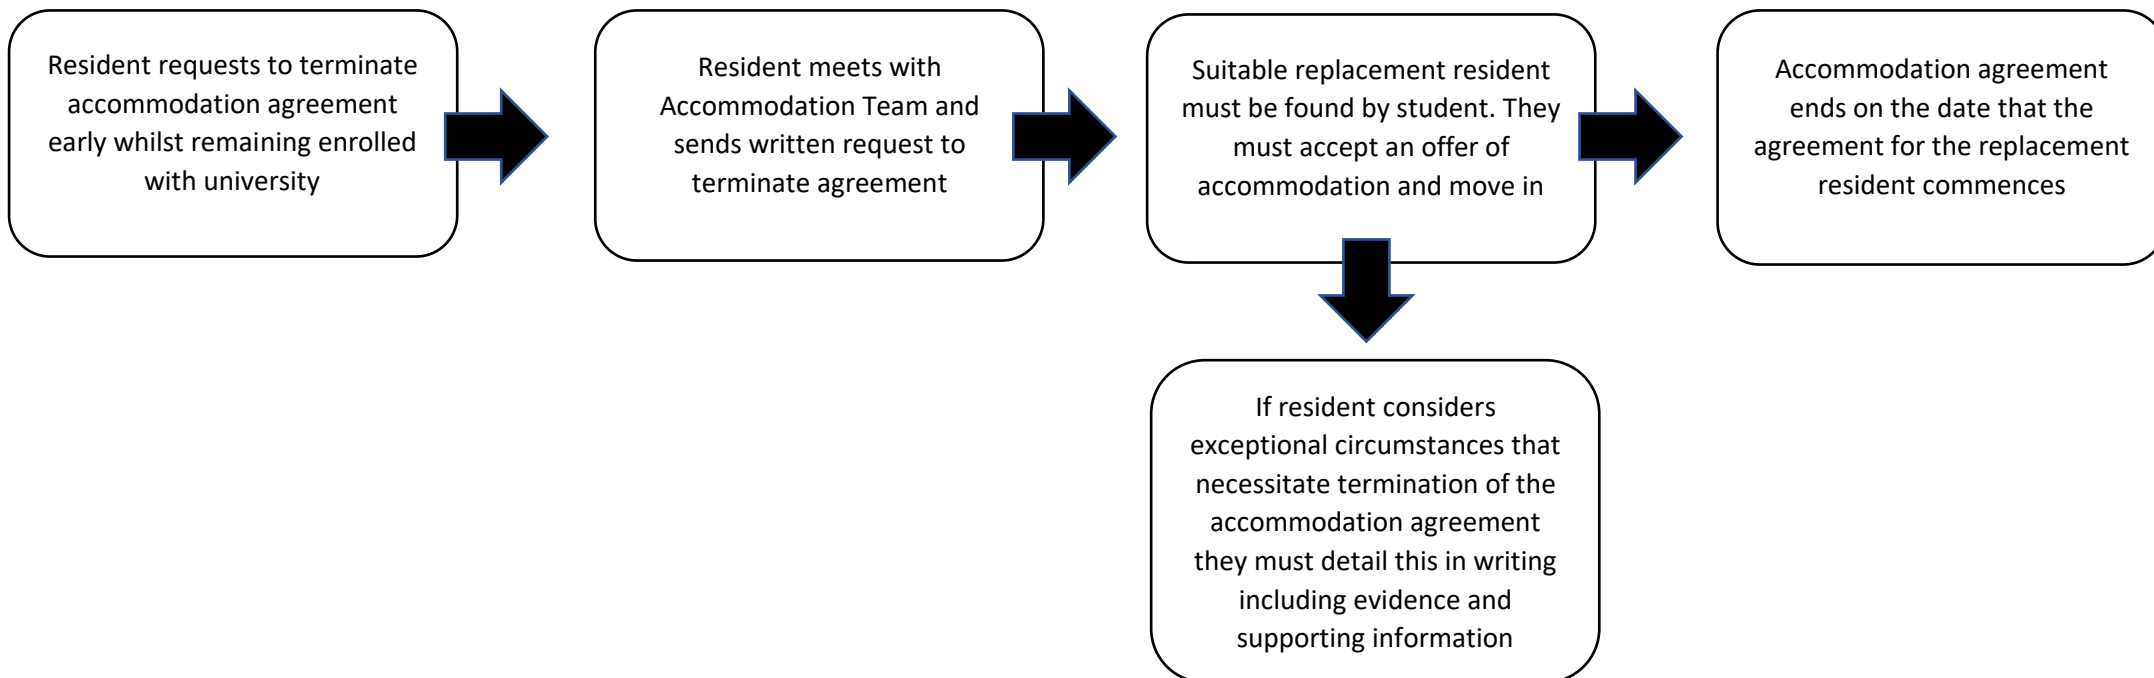 Resident requests to terminate
accommodation agreement
early whilst remaining enrolled
with university
Resident meets with
Accommodation Team and
sends written request to
terminate agreement
Suitable replacement resident
must be found by student. They
must accept an offer of
accommodation and move in
Accommodation agreement
ends on the date that the
agreement for the replacement
resident commences
If resident considers
exceptional circumstances that
necessitate termination of the
accommodation agreement
they must detail this in writing
including evidence and
supporting information